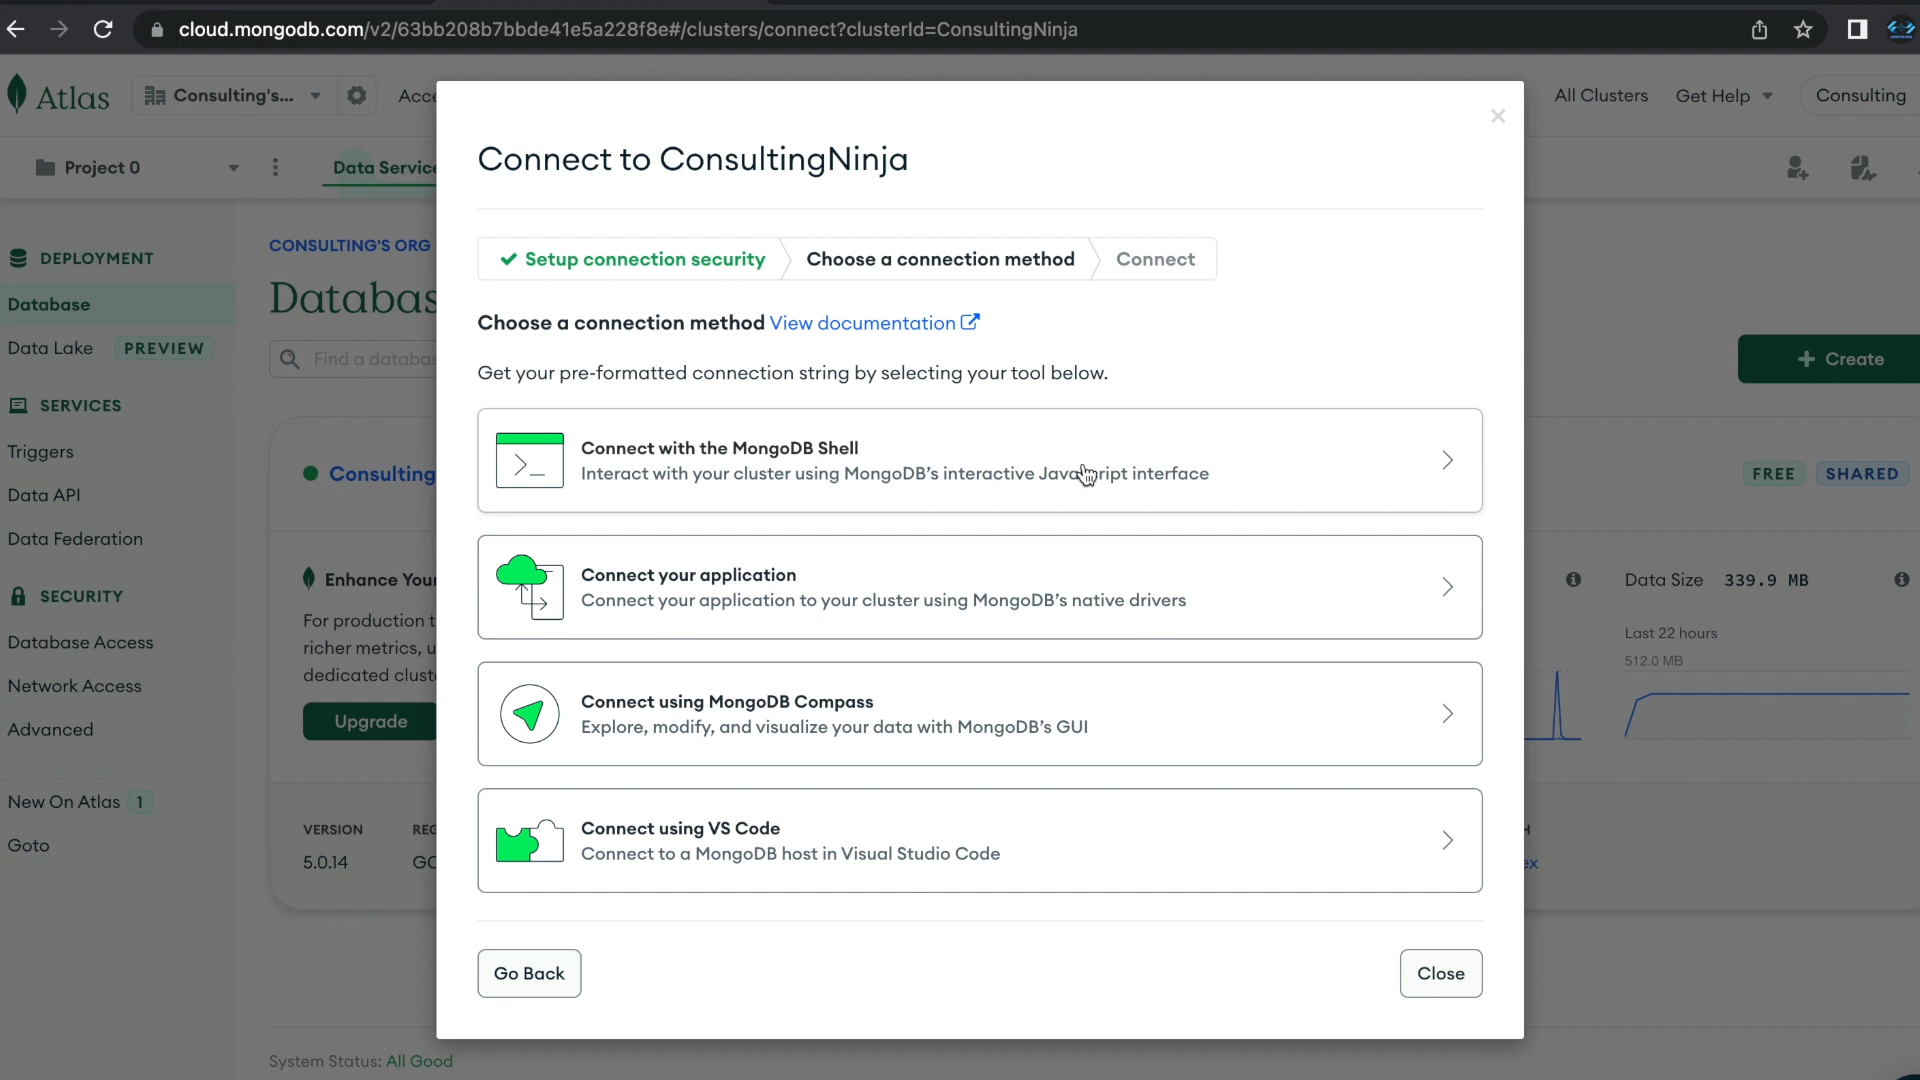 cloud.mongodb.com/v2/63bb208b7bbde41e5a228f8e#/clusters/connect?clusterId=ConsultingNinja
Atlas
Consulting's...
Acce
All Clusters
Get Help
Consulting
Project 0
Data Service
DEPLOYMENT
Database
Data Lake PREVIEW
SERVICES
Triggers
Data API
Data Federation
SECURITY
Database Access
Network Access
Advanced
New On Atlas 1
Goto
CONSULTING'S ORG
Databas
Find a databas
Consulting
Enhance Your
For production t
richer metrics, u
dedicated cluste
Upgrade
VERSION
5.0.14
REG
GC
System Status: All Good
Connect to ConsultingNinja
Setup connection security
Choose a connection method
Connect
Choose a connection method View documentation
Get your pre-formatted connection string by selecting your tool below.
Connect with the MongoDB Shell
Interact with your cluster using MongoDB's interactive JavaScript interface
Connect your application
Connect your application to your cluster using MongoDB's native drivers
Connect using MongoDB Compass
Explore, modify, and visualize your data with MongoDB's GUI
Connect using VS Code
Connect to a MongoDB host in Visual Studio Code
Go Back
Close
+ Create
FREE
SHARED
Data Size 339.9 MB
Last 22 hours
512.0 MB
H
ex